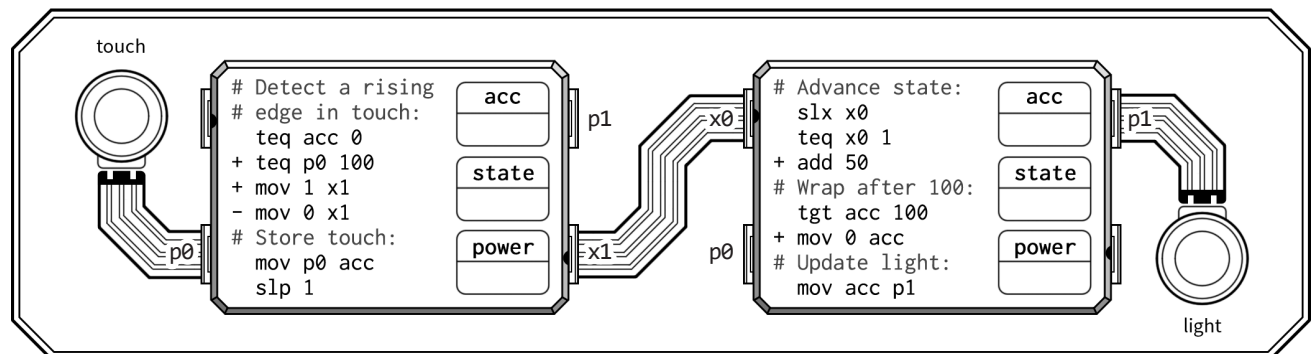 touch
p0
# Detect a rising
# edge in touch:
teq acc 0
+ teq p0 100
+ mov 1 x1
- mov 0 x1
# Store touch:
mov p0 acc
slp 1
acc
state
power
p1
x1
x0
p0
# Advance state:
slx x0
teq x0 1
+ add 50
# Wrap after 100:
tgt acc 100
+ mov 0 acc
# Update light:
mov acc p1
acc
state
power
p1
light